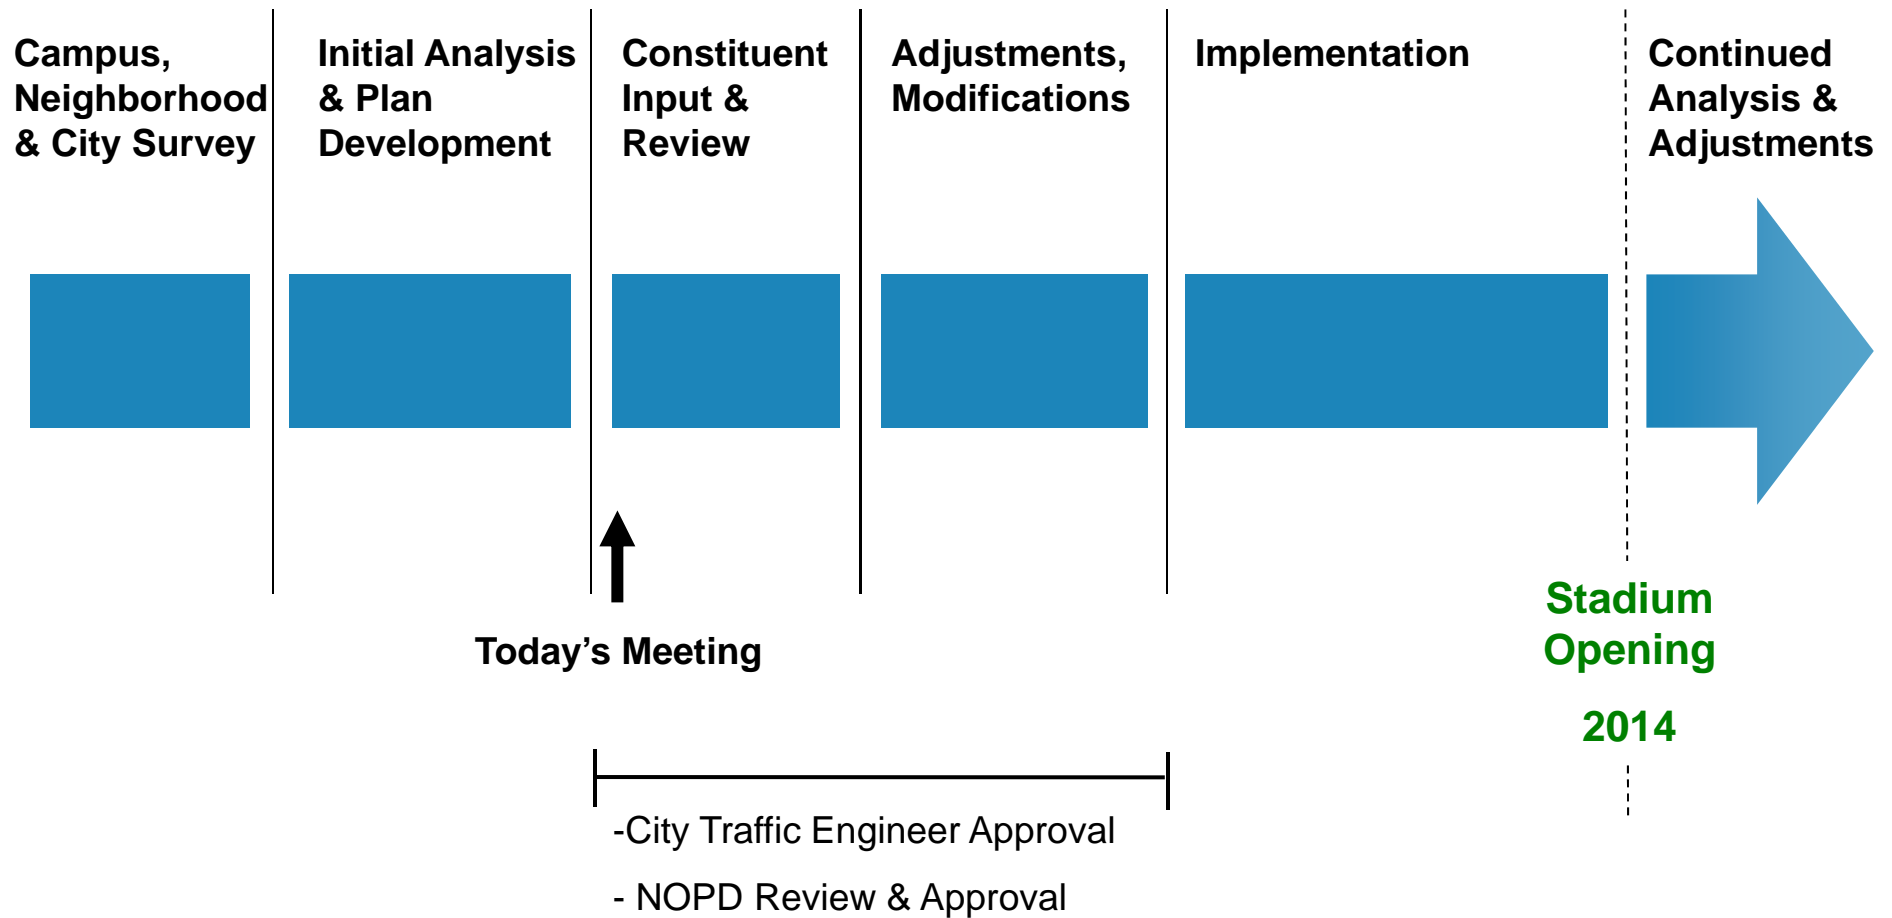 Campus,
Neighborhood
& City Survey
Initial Analysis
& Plan
Development
Constituent
Input &
Review
Adjustments,
Modifications
Implementation
Continued
Analysis &
Adjustments
Today’s Meeting
Stadium
Opening
2014
-City Traffic Engineer Approval
- NOPD Review & Approval